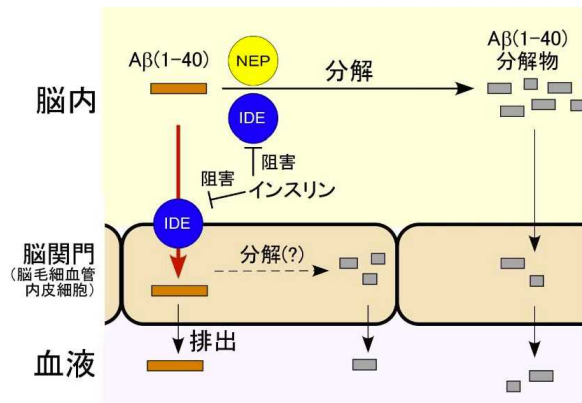 Aβ(1-40)
NEP
分解
Aβ(1-40)
分解物
脳内
IDE
阻害
阻害
インスリン
IDE
脳関門
(脳毛細血管
内皮細胞)
分解(?)
排出
血液